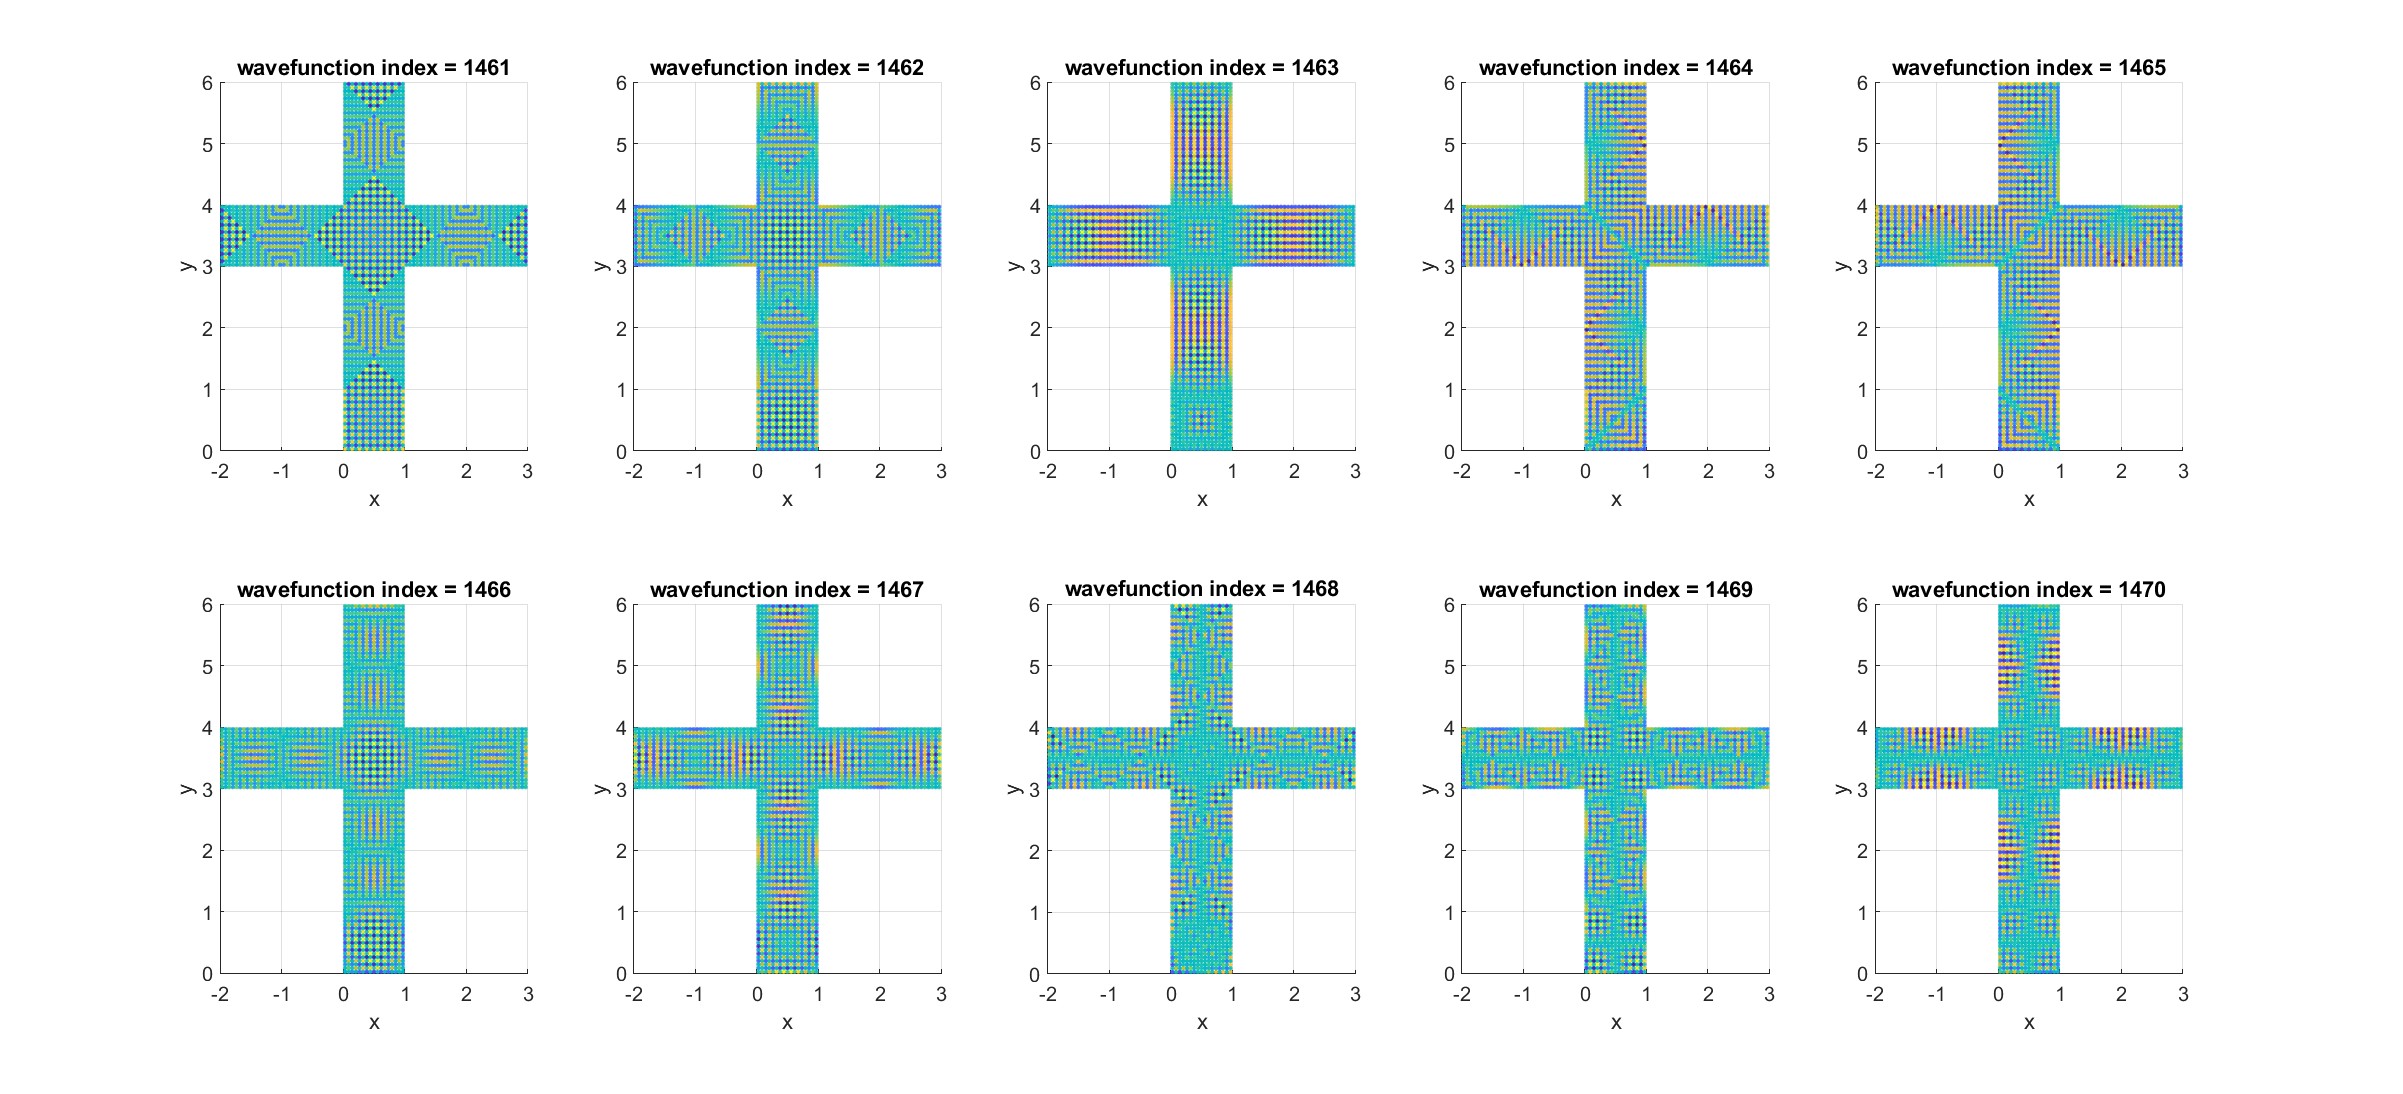 wavefunction index = 1461
6
5
4
3
2
1
0
y
-2 -1 0 1 2 3
x
wavefunction index = 1462
6
5
4
3
2
1
0
y
-2 -1 0 1 2 3
x
wavefunction index = 1463
6
5
4
3
2
1
0
y
-2 -1 0 1 2 3
x
wavefunction index = 1464
6
5
4
3
2
1
0
y
-2 -1 0 1 2 3
x
wavefunction index = 1465
6
5
4
3
2
1
0
y
-2 -1 0 1 2 3
x
wavefunction index = 1466
6
5
4
3
2
1
0
y
-2 -1 0 1 2 3
x
wavefunction index = 1467
6
5
4
3
2
1
0
y
-2 -1 0 1 2 3
x
wavefunction index = 1468
6
5
4
3
2
1
0
y
-2 -1 0 1 2 3
x
wavefunction index = 1469
6
5
4
3
2
1
0
y
-2 -1 0 1 2 3
x
wavefunction index = 1470
6
5
4
3
2
1
0
y
-2 -1 0 1 2 3
x